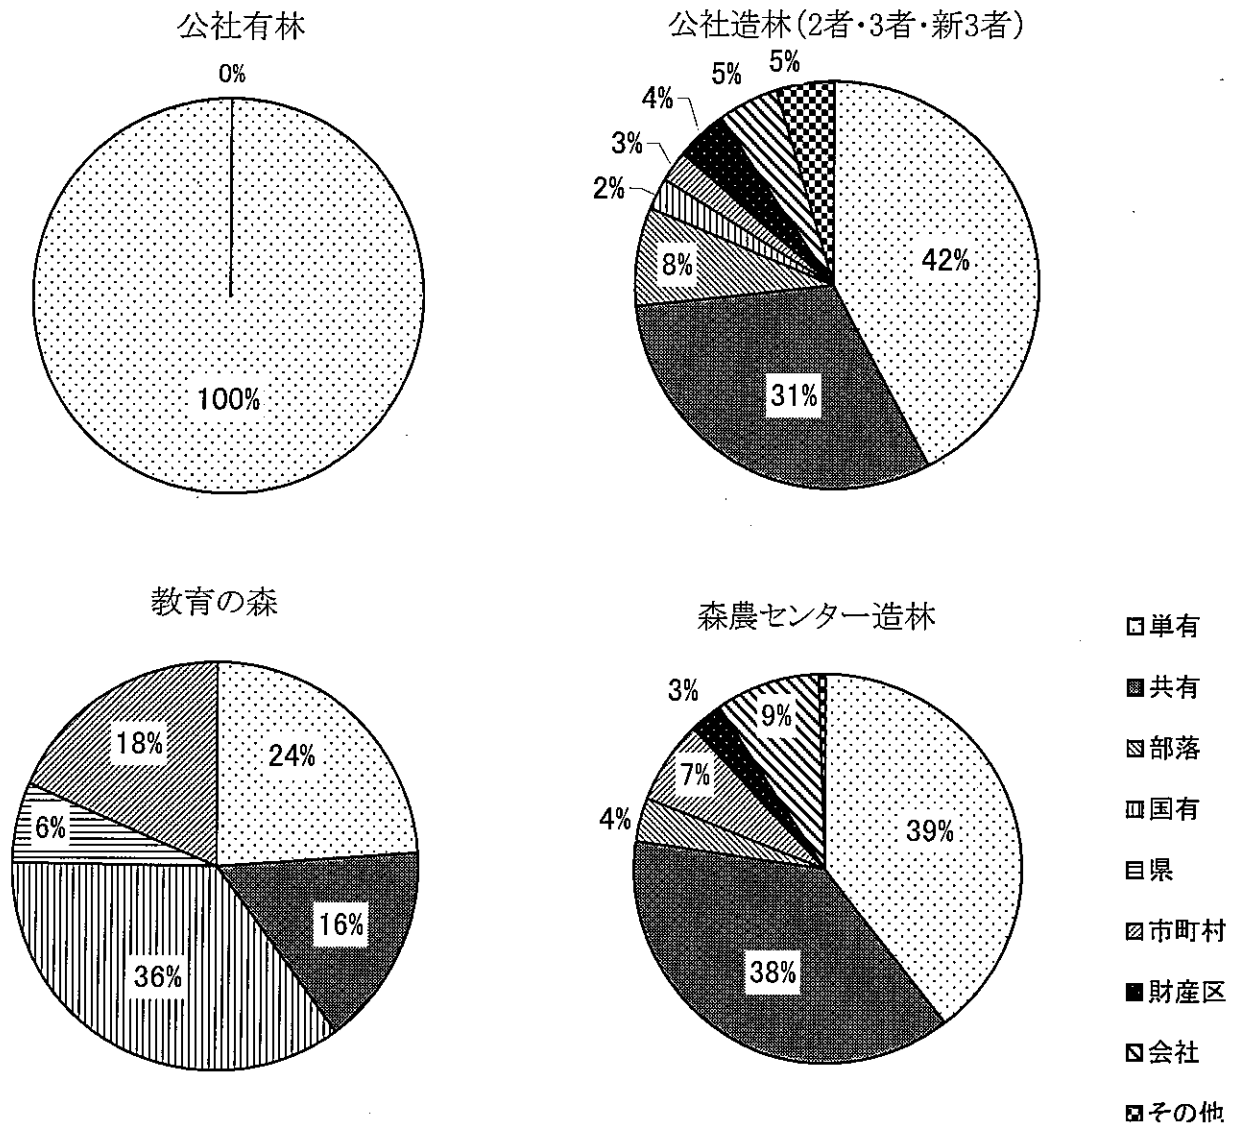 公社有林
0%
100%
公社造林(2者・3者・新3者)
5%
5%
4%
3%
2%
8%
42%
31%
教育の森
18%
24%
6%
16%
36%
森農センター造林
3%
9%
7%
4%
39%
38%
単有
共有
部落
国有
県
市町村
財産区
会社
その他